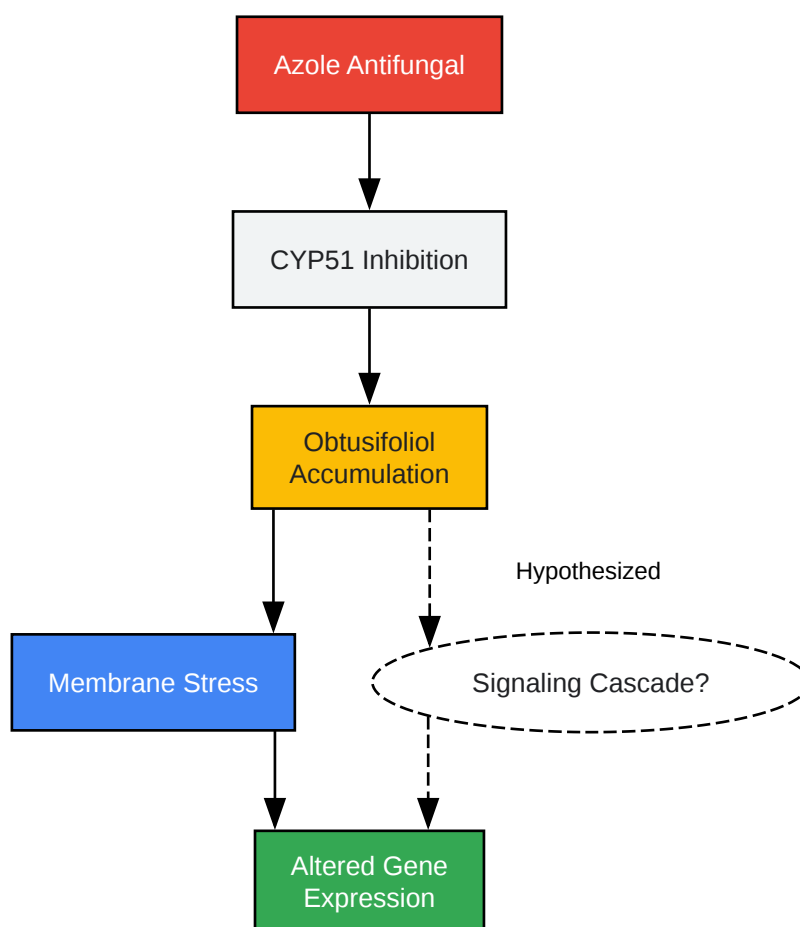 Azole Antifungal
CYP51 Inhibition
Obtusifoliol
Accumulation
Hypothesized
Membrane Stress
Signaling Cascade?
Altered Gene
Expression